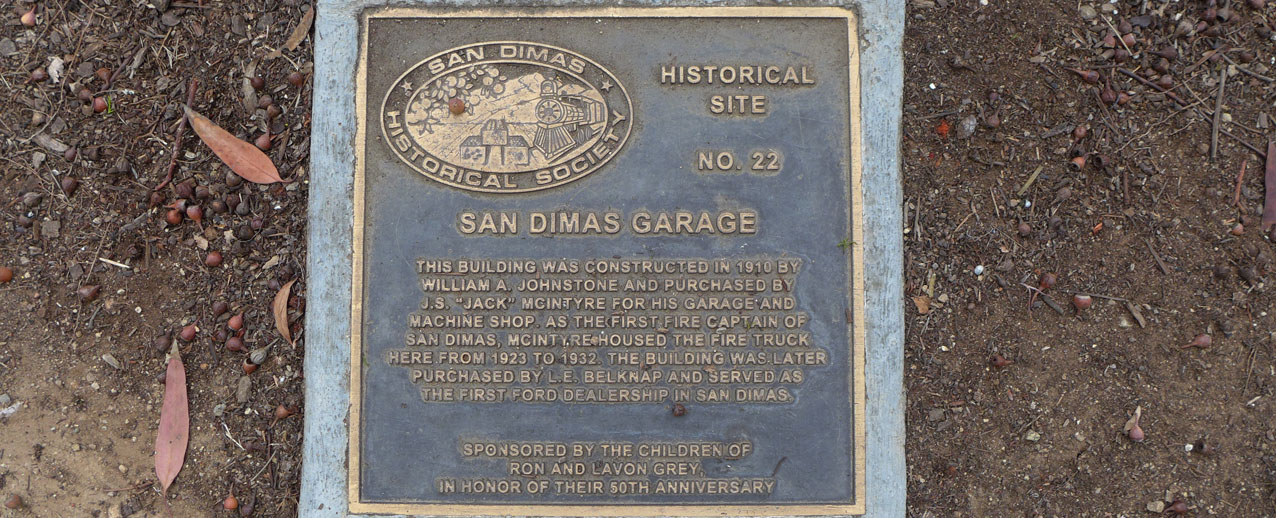 SAN DIMAS
HISTORICAL SOCIETY
HISTORICAL
SITE
NO. 22
SAN DIMAS GARAGE
THIS BUILDING WAS CONSTRUCTED IN 1910 BY
WILLIAM A. JOHNSTONE AND PURCHASED BY
J.S. "JACK" MCINTYRE FOR HIS GARAGE AND
MACHINE SHOP. AS THE FIRST FIRE CAPTAIN OF
SAN DIMAS, MCINTYRE HOUSED THE FIRE TRUCK
HERE FROM 1923 TO 1932. THE BUILDING WAS LATER
PURCHASED BY L.E. BELKNAP AND SERVED AS
THE FIRST FORD DEALERSHIP IN SAN DIMAS.
SPONSORED BY THE CHILDREN OF
RON AND LAVON GREY,
IN HONOR OF THEIR 50TH ANNIVERSARY